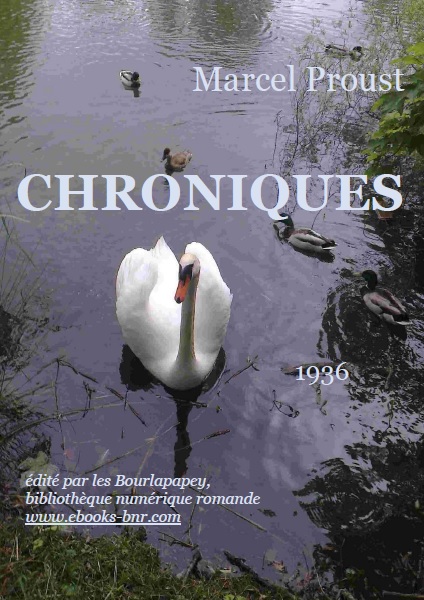 Marcel Proust
CHRONIQUES
1936
édité par les Bourlapapey,
bibliothèque numérique romande
www.ebooks-bnr.com